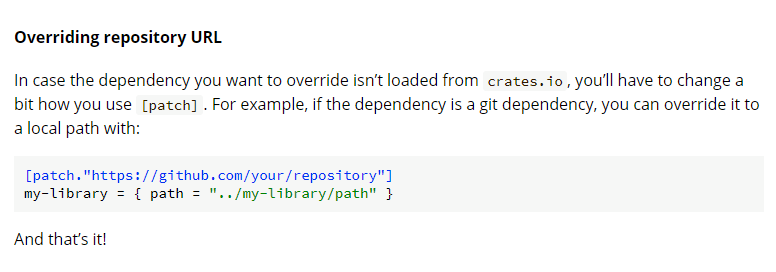 Overriding repository URL
In case the dependency you want to override isn’t loaded from crates.io, you’ll have to change a
bit how you use [patch]. For example, if the dependency is a git dependency, you can override it to
a local path with:
[patch."https://github.com/your/repository"]
my-library = { path = "../my-library/path" }
And that’s it!